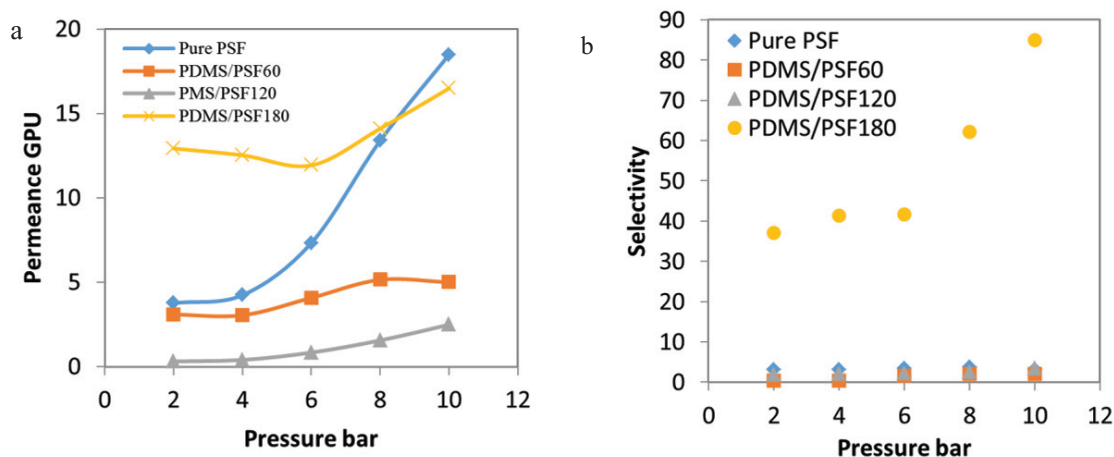 a
20
15
10
5
0
Permeance GPU
Pure PSF
PDMS/PSF60
PMS/PSF120
PDMS/PSF180
0 2 4 6 8 10 12
Pressure bar
b
90
80
70
60
50
40
30
20
10
0
Selectivity
Pure PSF
PDMS/PSF60
PDMS/PSF120
PDMS/PSF180
0 2 4 6 8 10 12
Pressure bar